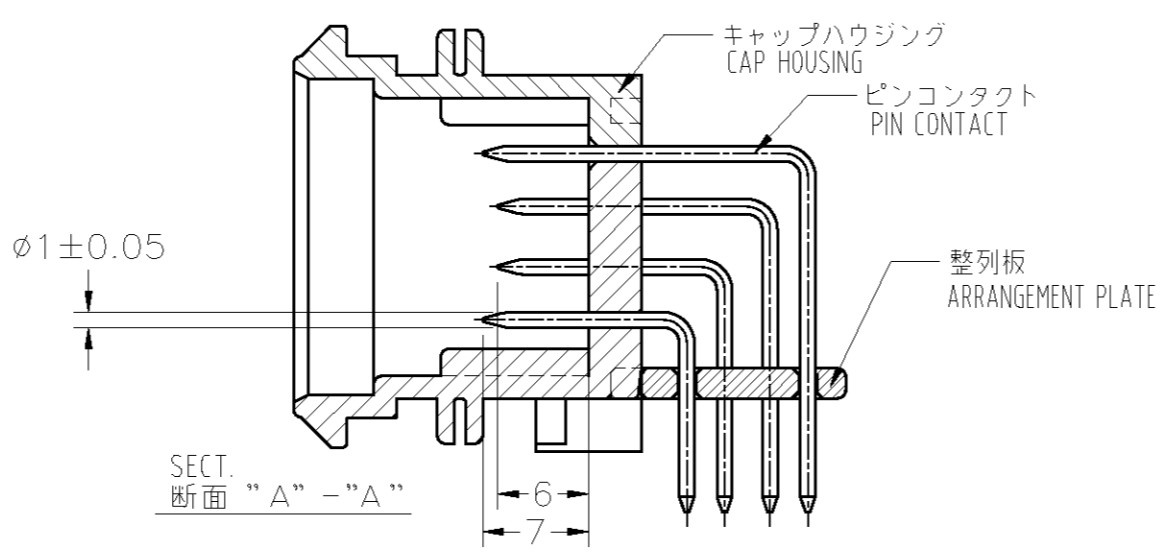 キャップハウジング
CAP HOUSING
ピンコンタクト
PIN CONTACT
ø1±0.05
整列板
ARRANGEMENT PLATE
SECT.
断面 "A" -"A"
6
7